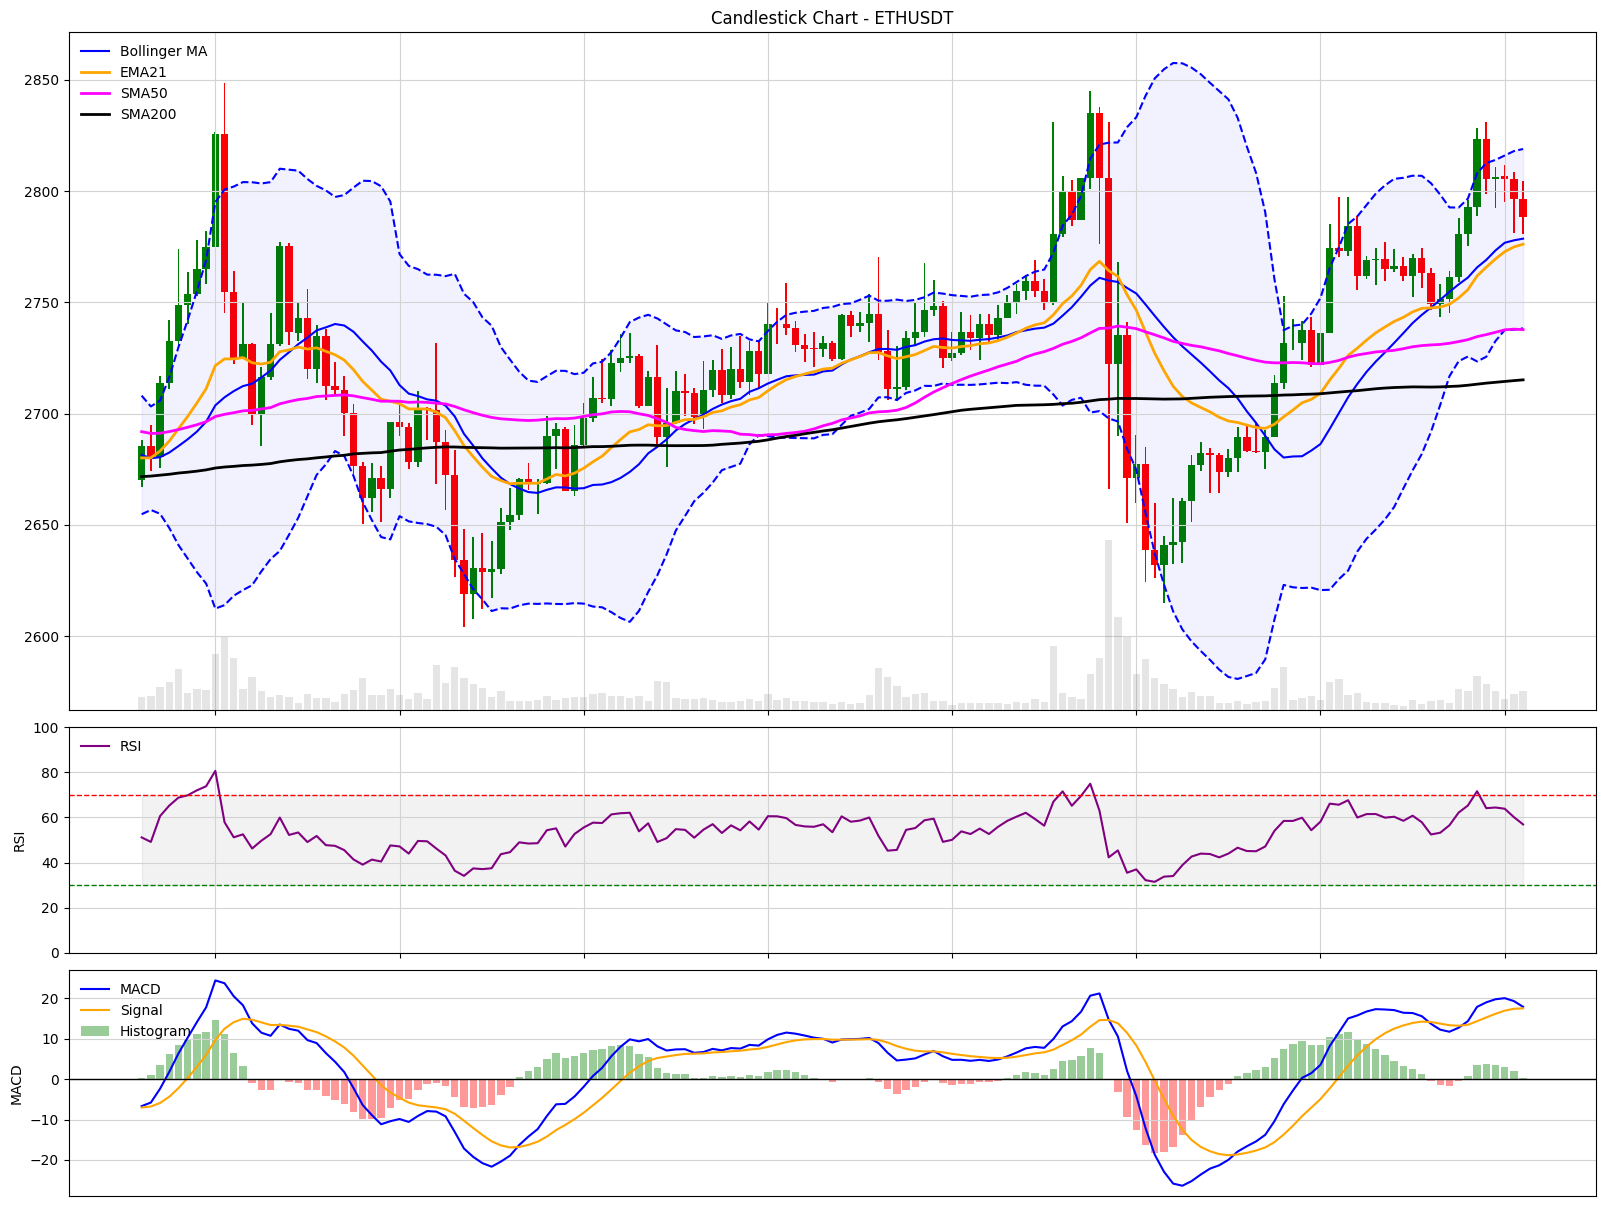 Candlestick Chart - ETHUSDT
Bollinger MA
EMA21
SMA50
SMA200
2850
2800
2750
2700
2650
2600
RSI
100
80
60
40
20
0
RSI
MACD
Signal
Histogram
20
10
0
−10
−20
MACD